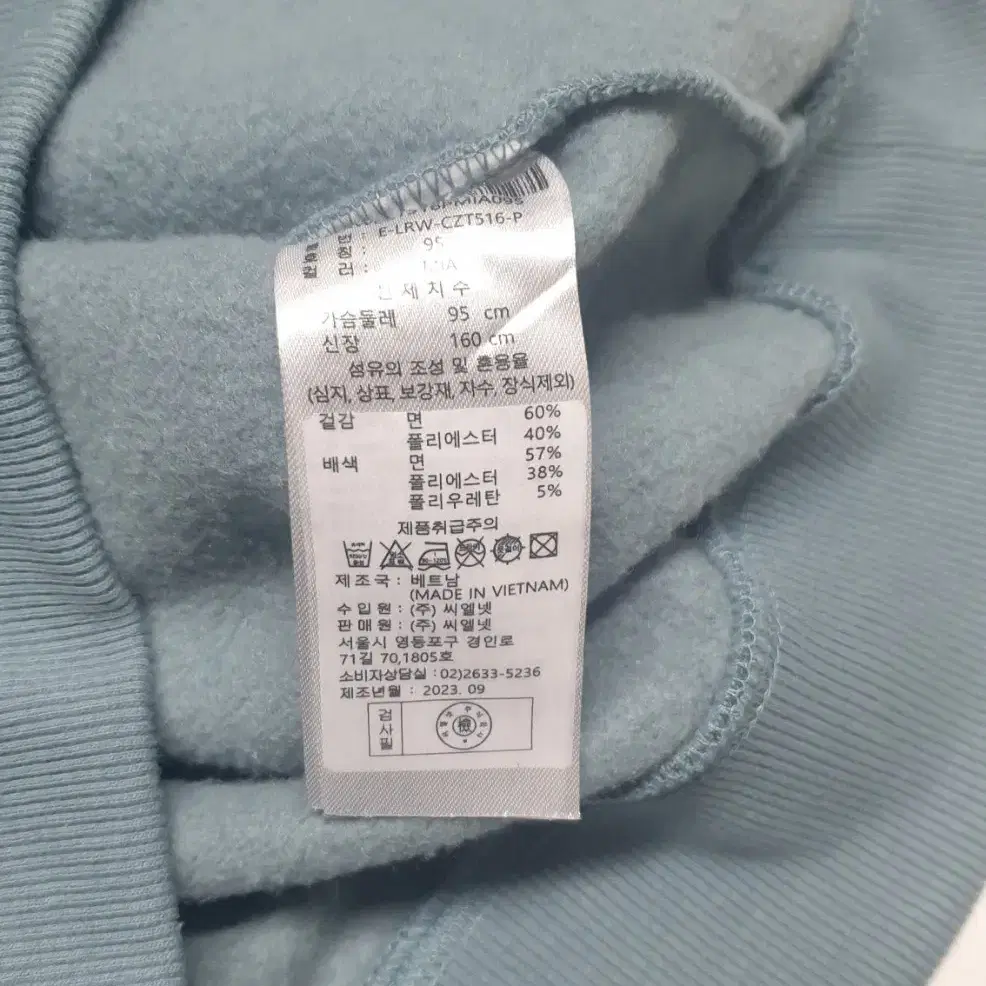 E-LRW-CZT516-P
95
신체치수
가슴둘레 95 cm
신장 160 cm
섬유의 조성 및 혼용율
(심지, 상표, 보강재, 자수, 장식제외)
겉감 면 60%
폴리에스터 40%
배색 면 57%
폴리에스터 38%
폴리우레탄 5%
제품취급주의
제조국 : 베트남
(MADE IN VIETNAM)
수입원 : (주) 씨엘넷
판매원 : (주) 씨엘넷
서울시 영등포구 경인로
71길 70,1805호
소비자상담실 : 02)2633-5236
제조년월 : 2023. 09
검사필
檢